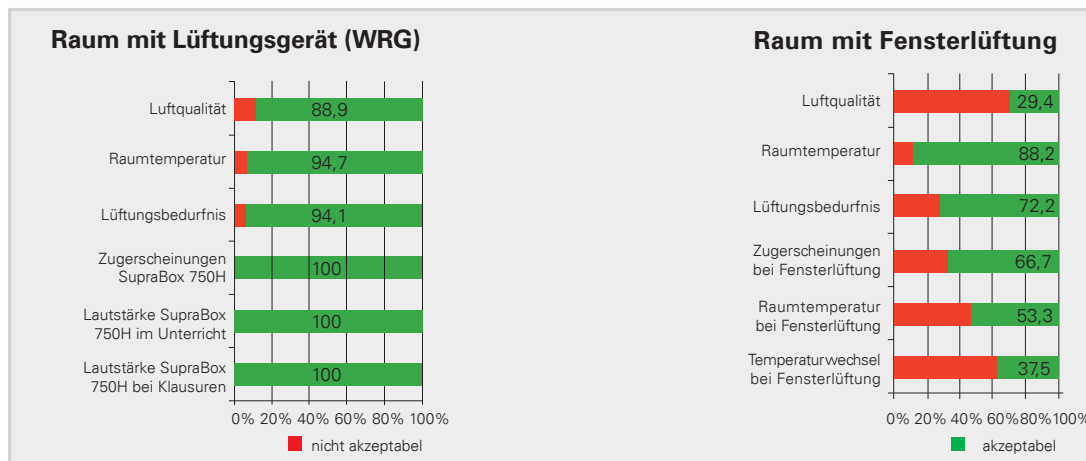 Raum mit Lüftungsgerät (WRG)
Luftqualität
88,9
Raumtemperatur
94,7
Lüftungsbedurfnis
94,1
Zugerscheinungen
SupraBox 750H
100
Lautstärke SupraBox
750H im Unterricht
100
Lautstärke SupraBox
750H bei Klausuren
100
0% 20% 40% 60% 80% 100%
nicht akzeptabel
Raum mit Fensterlüftung
Luftqualität
29,4
Raumtemperatur
88,2
Lüftungsbedurfnis
72,2
Zugerscheinungen
bei Fensterlüftung
66,7
Raumtemperatur
bei Fensterlüftung
53,3
Temperaturwechsel
bei Fensterlüftung
37,5
0% 20% 40% 60% 80% 100%
akzeptabel